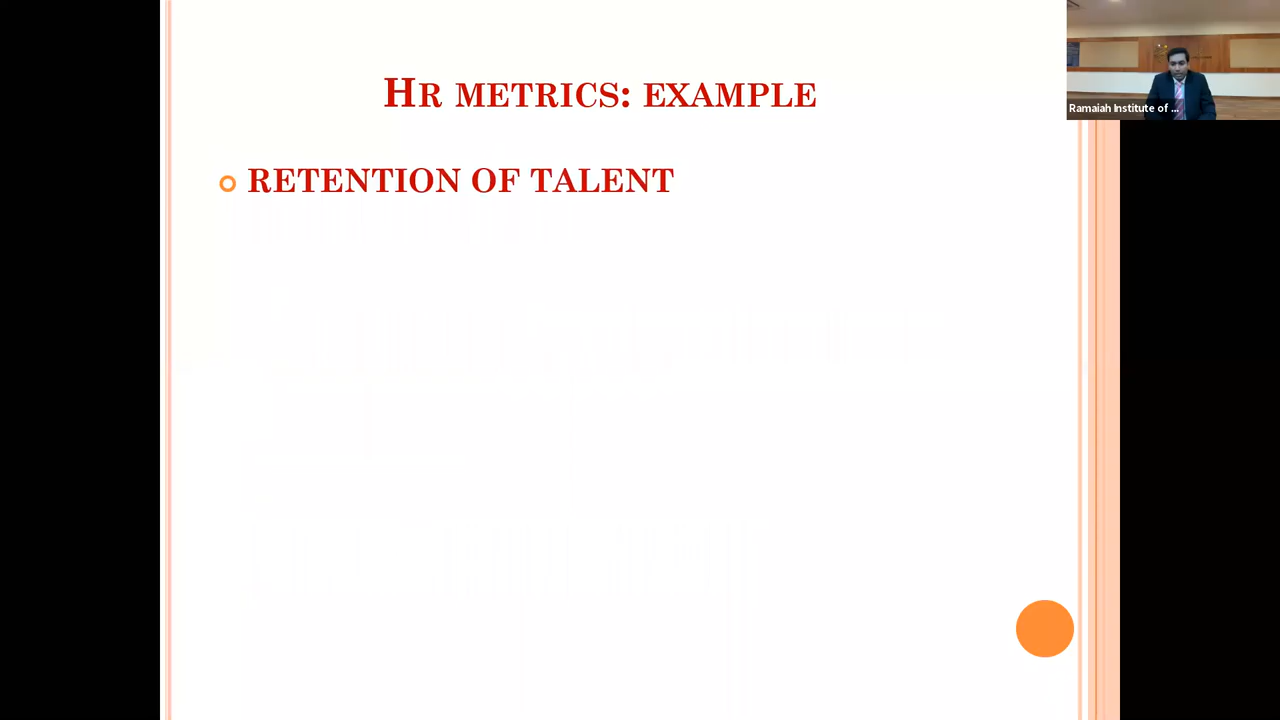 HR METRICS: EXAMPLE
RETENTION OF TALENT
Ramaiah Institute of ...